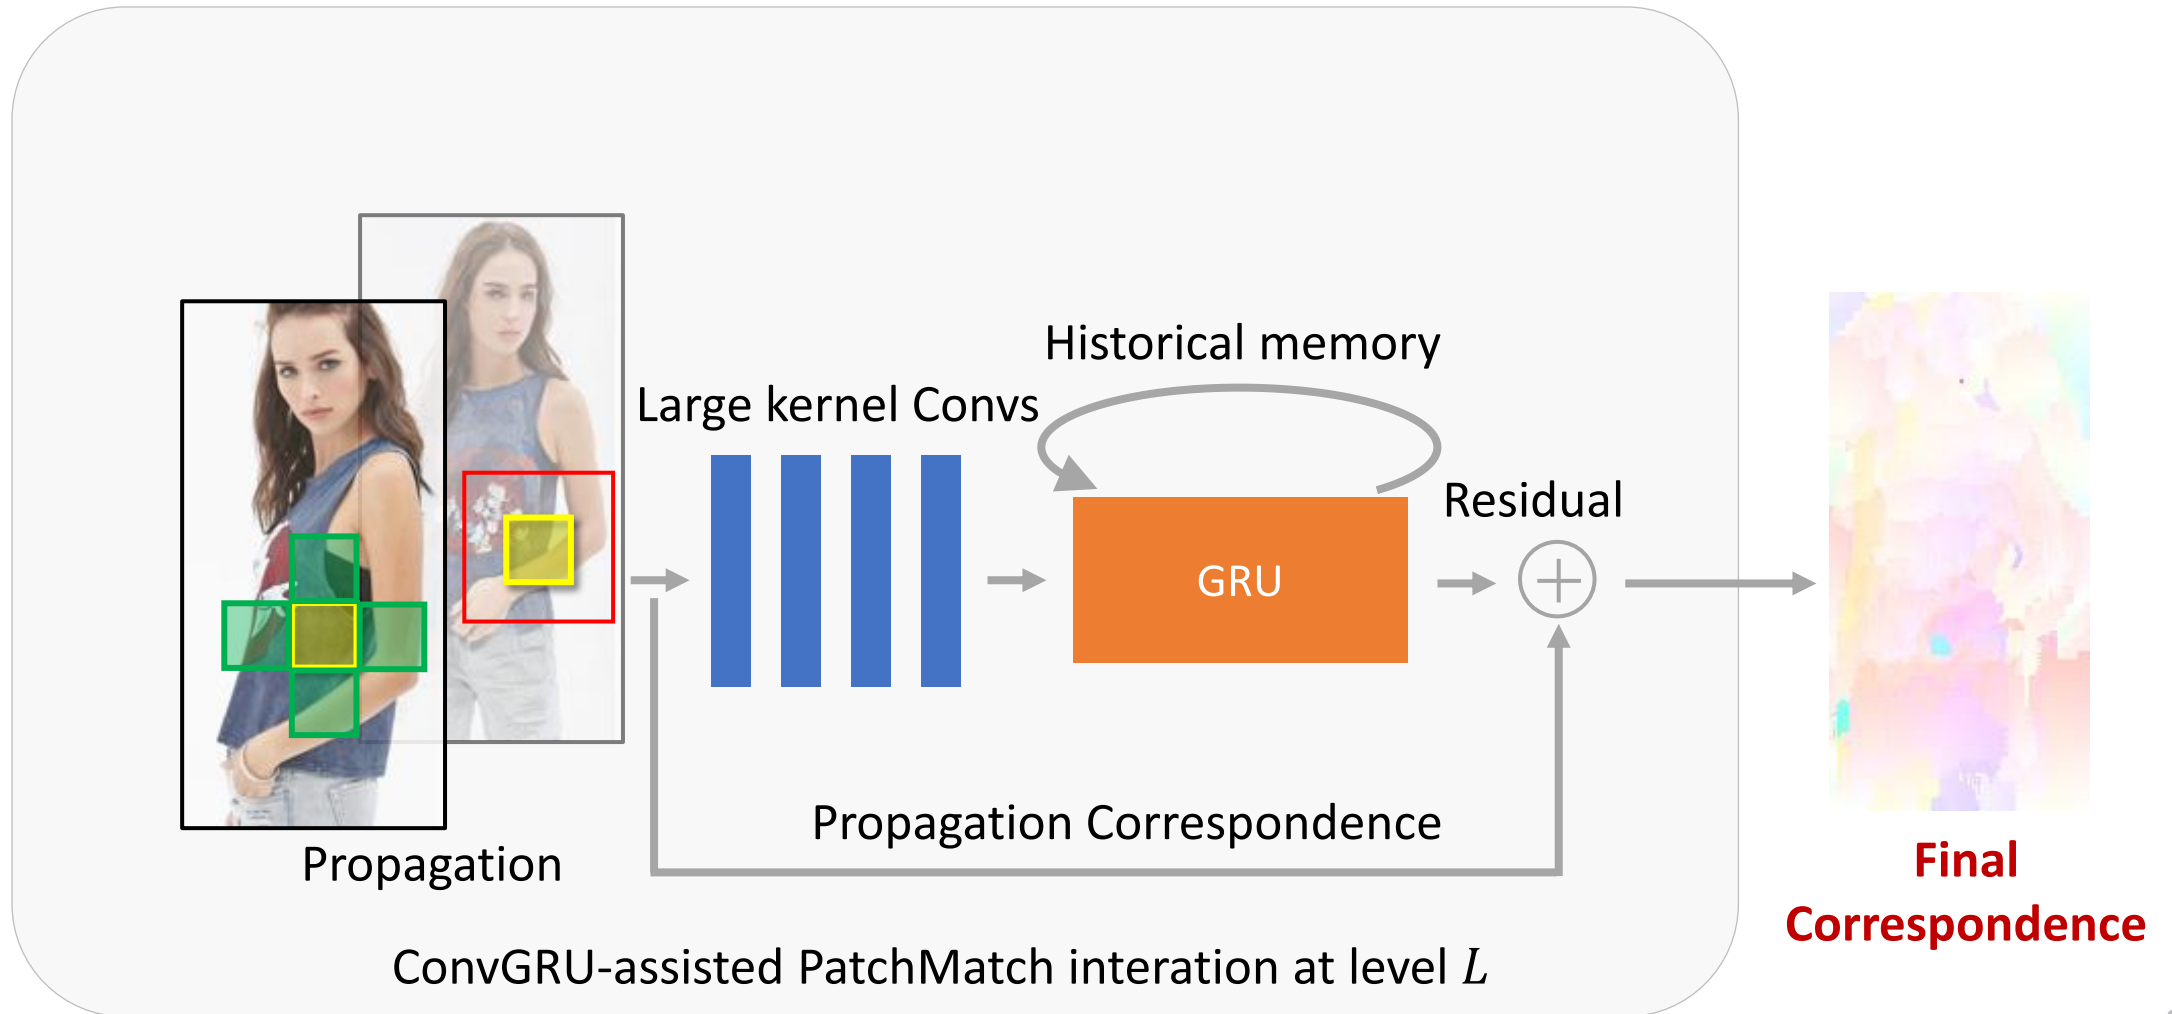 Historical memory
Large kernel Convs
Residual
GRU
Propagation Correspondence
Propagation
Final
Correspondence
ConvGRU-assisted PatchMatch interation at level L